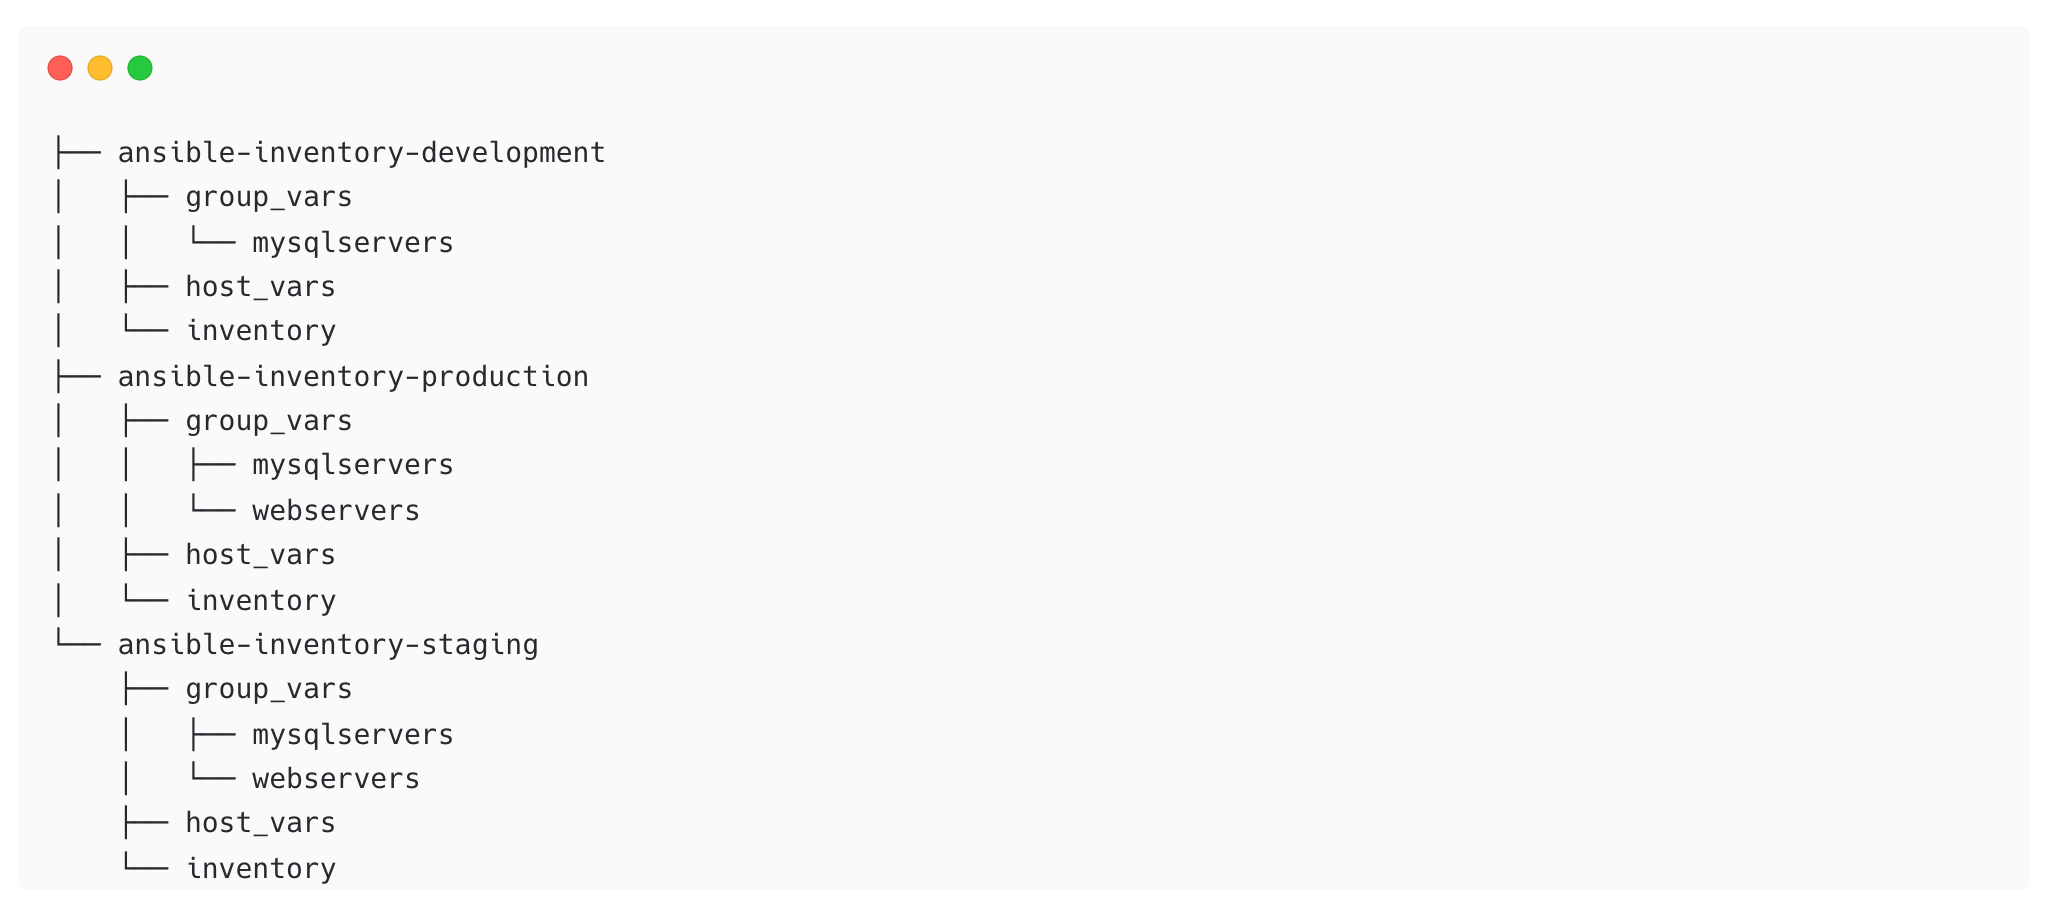 ├── ansible-inventory-development
│   ├── group_vars
│   │   └── mysqlservers
│   ├── host_vars
│   └── inventory
├── ansible-inventory-production
│   ├── group_vars
│   │   ├── mysqlservers
│   │   └── webservers
│   ├── host_vars
│   └── inventory
└── ansible-inventory-staging
    ├── group_vars
    │   ├── mysqlservers
    │   └── webservers
    ├── host_vars
    └── inventory